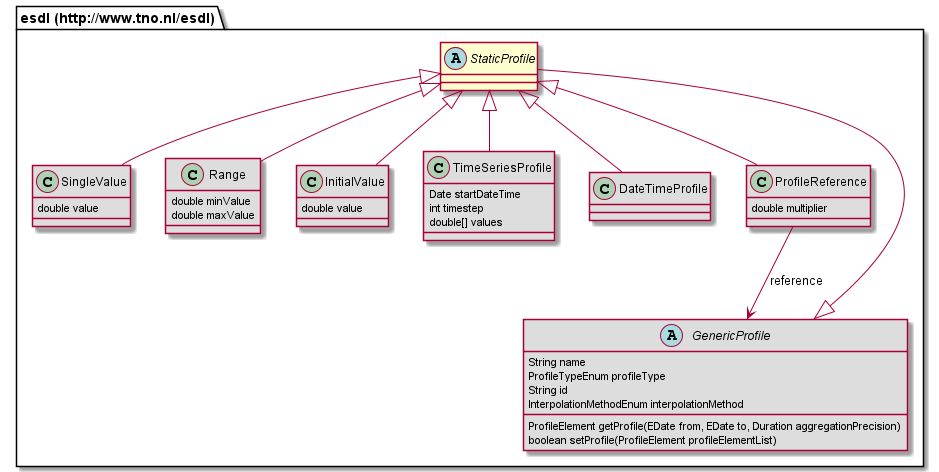 esdl (http://www.tno.nl/esdl)
A StaticProfile
C SingleValue
double value
C Range
double minValue
double maxValue
C InitialValue
double value
C TimeSeriesProfile
Date startDateTime
int timestep
double[] values
C DateTimeProfile
C ProfileReference
double multiplier
reference
A GenericProfile
String name
ProfileTypeEnum profileType
String id
InterpolationMethodEnum interpolationMethod
ProfileElement getProfile(EDate from, EDate to, Duration aggregationPrecision)
boolean setProfile(ProfileElement profileElementList)